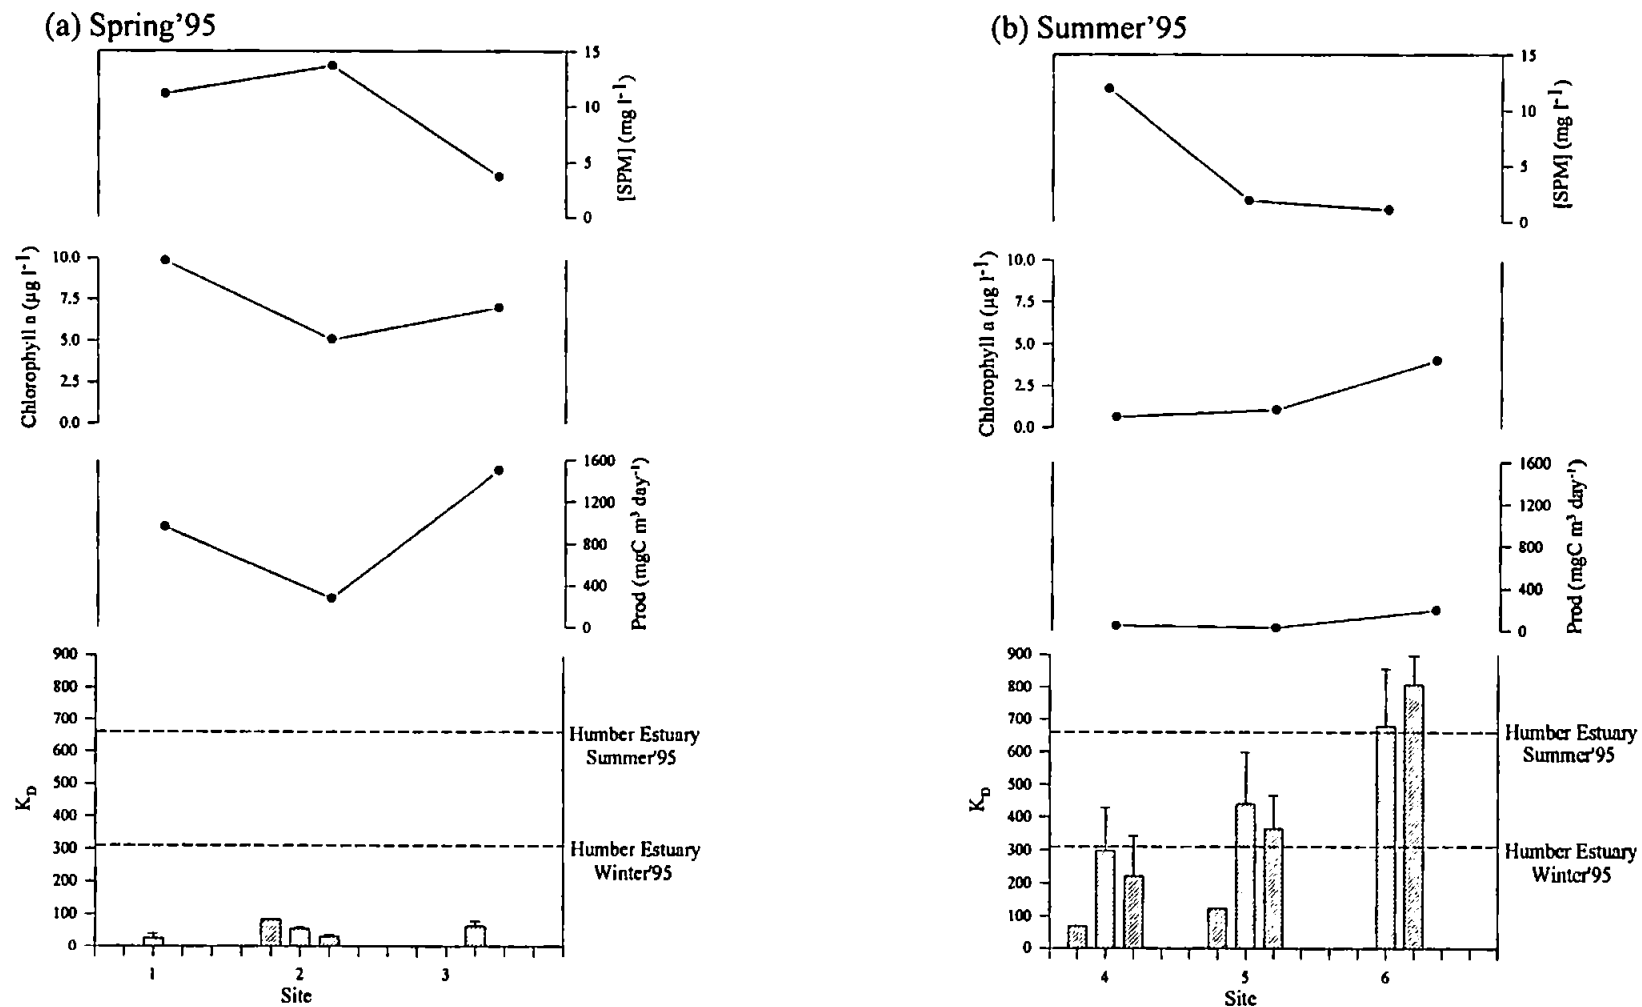 (a) Spring'95
15
10
5
0
[SPM] (mg l⁻¹)
10.0
7.5
5.0
2.5
0.0
Chlorophyll a (µg l⁻¹)
1600
1200
800
400
0
Prod (mgC m³ day⁻¹)
900
800
700
600
500
400
300
200
100
0
K_D
Humber Estuary
Summer'95
Humber Estuary
Winter'95
1
2
3
Site
(b) Summer'95
15
10
5
0
[SPM] (mg l⁻¹)
10.0
7.5
5.0
2.5
0.0
Chlorophyll a (µg l⁻¹)
1600
1200
800
400
0
Prod (mgC m³ day⁻¹)
900
800
700
600
500
400
300
200
100
0
K_D
Humber Estuary
Summer'95
Humber Estuary
Winter'95
4
5
6
Site